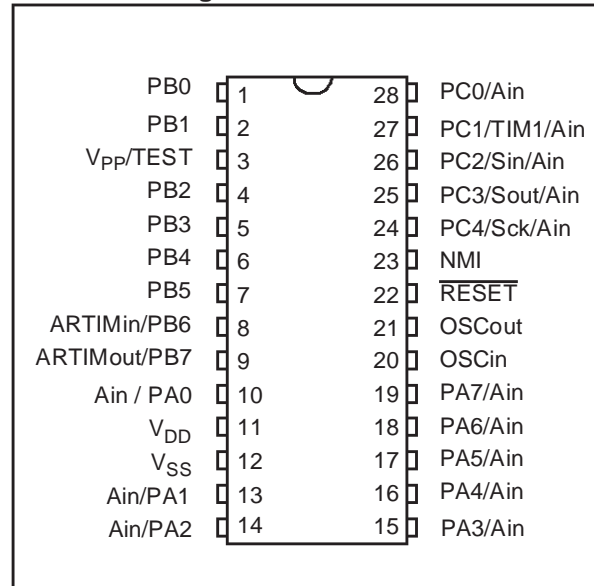 PB0 1 28 PC0/Ain
PB1 2 27 PC1/TIM1/Ain
VPP/TEST 3 26 PC2/Sin/Ain
PB2 4 25 PC3/Sout/Ain
PB3 5 24 PC4/Sck/Ain
PB4 6 23 NMI
PB5 7 22 RESET
ARTIMin/PB6 8 21 OSCout
ARTIMout/PB7 9 20 OSCin
Ain / PA0 10 19 PA7/Ain
VDD 11 18 PA6/Ain
VSS 12 17 PA5/Ain
Ain/PA1 13 16 PA4/Ain
Ain/PA2 14 15 PA3/Ain